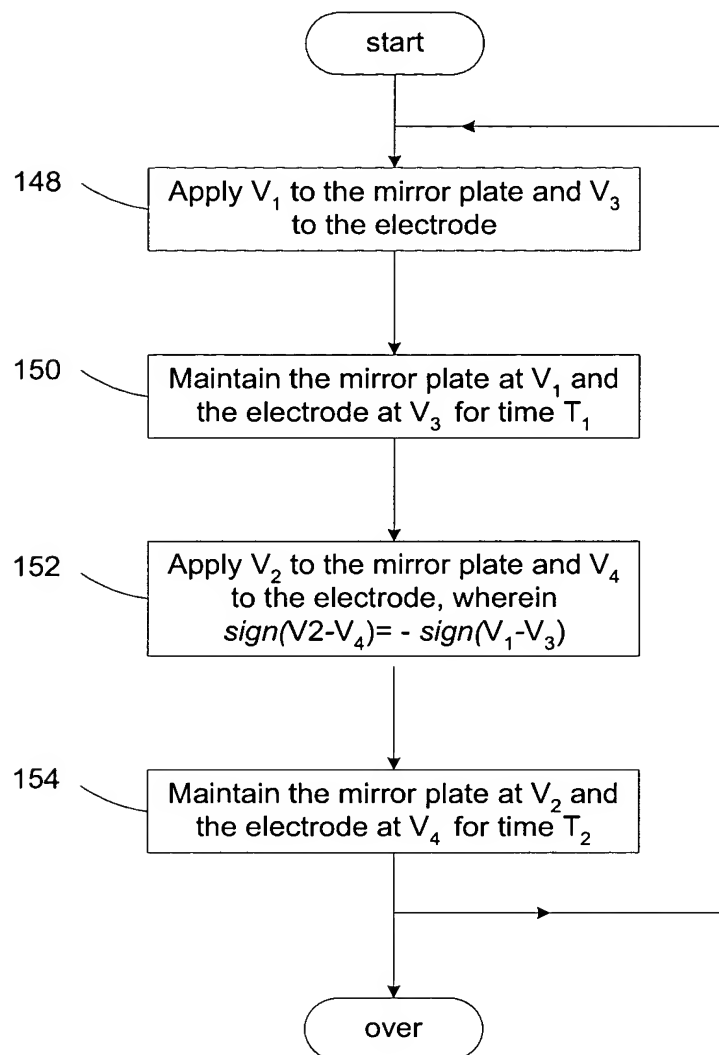 start
148
Apply V₁ to the mirror plate and V₃
to the electrode
150
Maintain the mirror plate at V₁ and
the electrode at V₃ for time T₁
152
Apply V₂ to the mirror plate and V₄
to the electrode, wherein
sign(V2-V₄)= - sign(V₁-V₃)
154
Maintain the mirror plate at V₂ and
the electrode at V₄ for time T₂
over